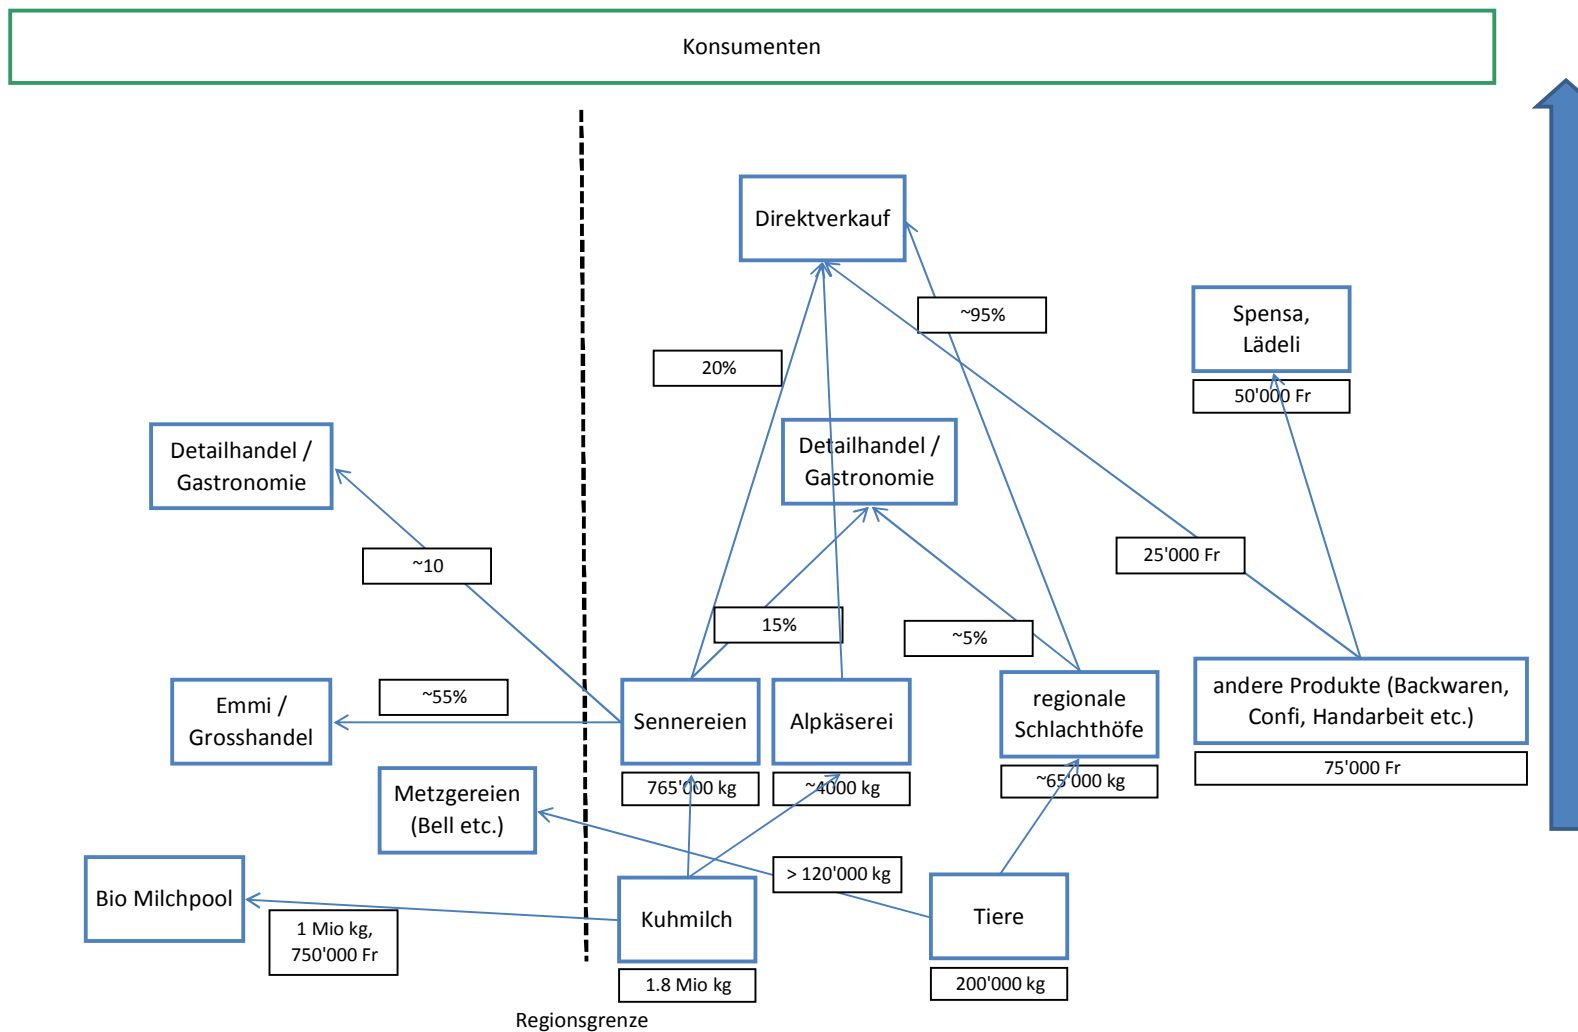 Konsumenten
Direktverkauf
~95%
Spensa,
Lädeli
50'000 Fr
20%
Detailhandel /
Gastronomie
Detailhandel /
Gastronomie
~10
25'000 Fr
15%
~5%
~55%
Emmi /
Grosshandel
Sennereien
765'000 kg
Alpkäserei
~4000 kg
regionale
Schlachthöfe
~65'000 kg
andere Produkte (Backwaren,
Confi, Handarbeit etc.)
75'000 Fr
Metzgereien
(Bell etc.)
> 120'000 kg
Bio Milchpool
1 Mio kg,
750'000 Fr
Kuhmilch
1.8 Mio kg
Tiere
200'000 kg
Regionsgrenze